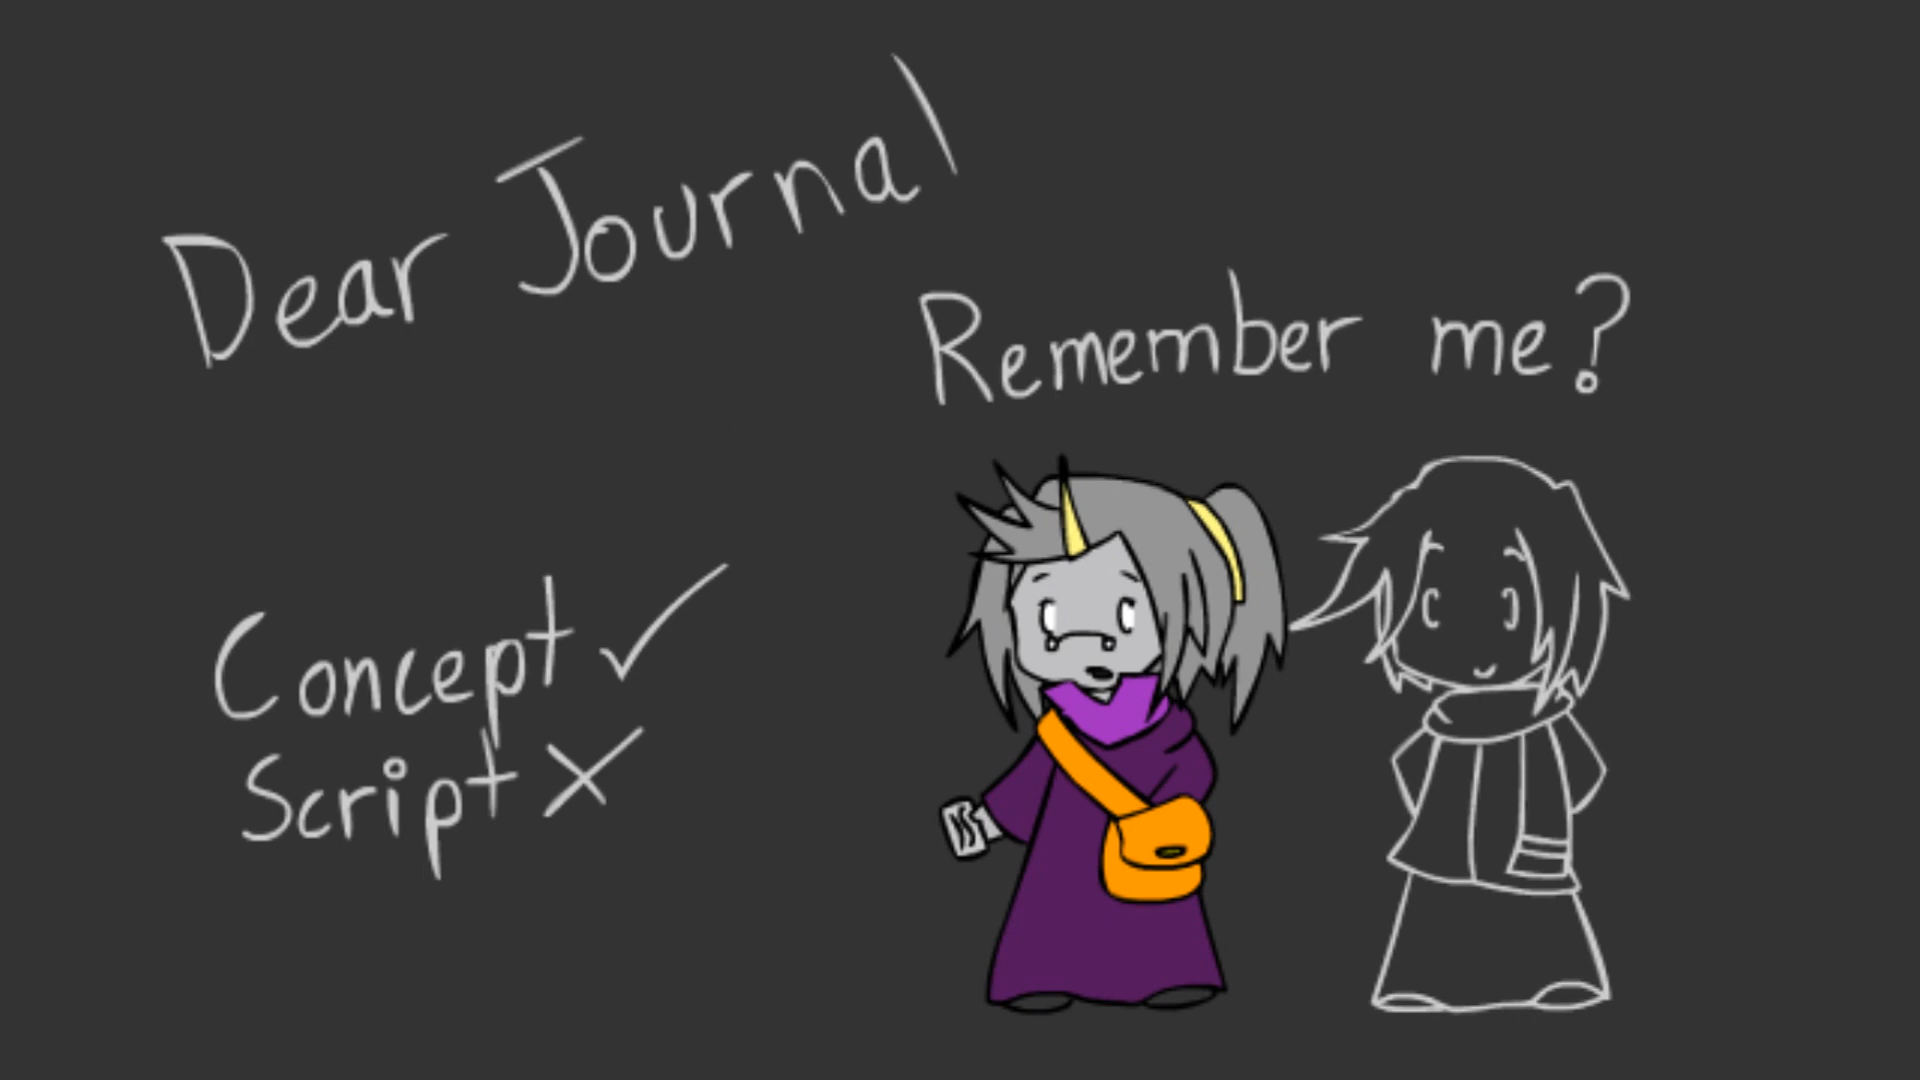 Dear Journal
Remember me?
Concept ✓
Script ✗